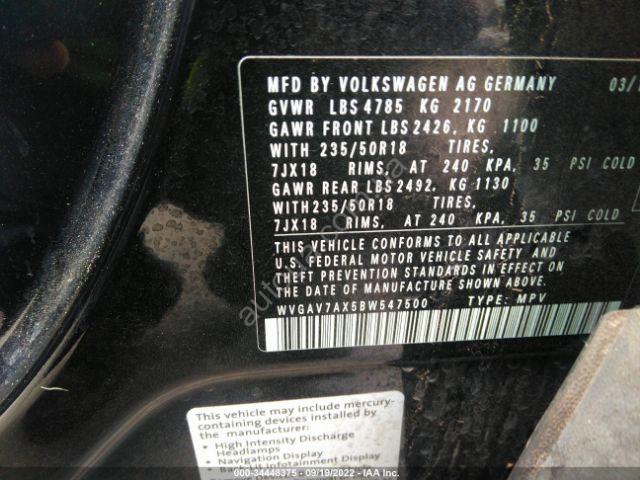 MFD BY VOLKSWAGEN AG GERMANY 03/1
GVWR LBS 4785 KG 2170
GAWR FRONT LBS 2426, KG 1100
WITH 235/50R18 TIRES,
7JX18 RIMS, AT 240 KPA, 35 PSI COLD
GAWR REAR LBS 2492, KG 1130
WITH 235/50R18 TIRES,
7JX18 RIMS, AT 240 KPA, 35 PSI COLD
THIS VEHICLE CONFORMS TO ALL APPLICABLE
U.S. FEDERAL MOTOR VEHICLE SAFETY AND
THEFT PREVENTION STANDARDS IN EFFECT ON
THE DATE OF MANUFACTURE SHOWN ABOVE.
WVGAV7AX5BW547500 TYPE: MPV
This vehicle may include mercury-
containing devices installed by
the manufacturer:
• High Intensity Discharge
Headlamps
• Navigation Display
Infotainment Display
000-34448375 - 09/19/2022 - IAA Inc.